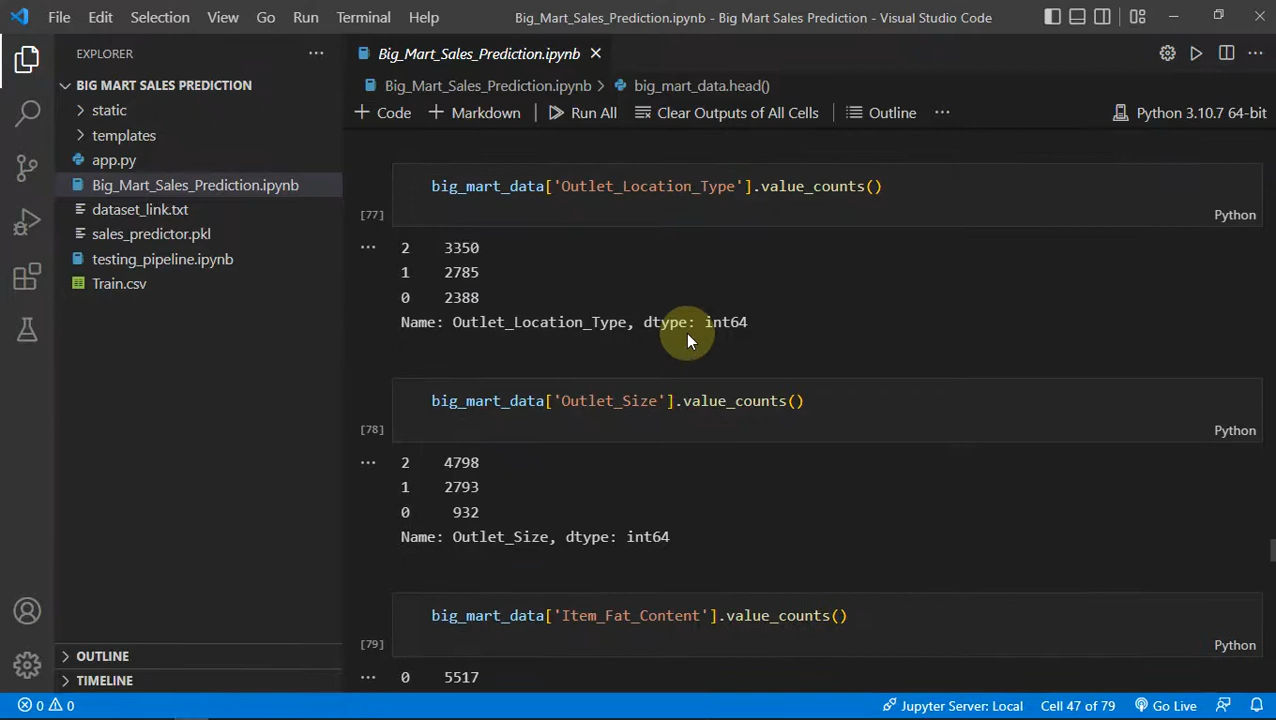 File Edit Selection View Go Run Terminal Help Big_Mart_Sales_Prediction.ipynb - Big Mart Sales Prediction - Visual Studio Code
EXPLORER
BIG MART SALES PREDICTION
static
templates
app.py
Big_Mart_Sales_Prediction.ipynb
dataset_link.txt
sales_predictor.pkl
testing_pipeline.ipynb
Train.csv
OUTLINE
TIMELINE
Big_Mart_Sales_Prediction.ipynb
Big_Mart_Sales_Prediction.ipynb > big_mart_data.head()
+ Code + Markdown Run All Clear Outputs of All Cells Outline ... Python 3.10.7 64-bit
big_mart_data['Outlet_Location_Type'].value_counts()
[77] Python
... 2 3350
1 2785
0 2388
Name: Outlet_Location_Type, dtype: int64
big_mart_data['Outlet_Size'].value_counts()
[78] Python
... 2 4798
1 2793
0 932
Name: Outlet_Size, dtype: int64
big_mart_data['Item_Fat_Content'].value_counts()
[79] Python
... 0 5517
0 0 Jupyter Server: Local Cell 47 of 79 Go Live